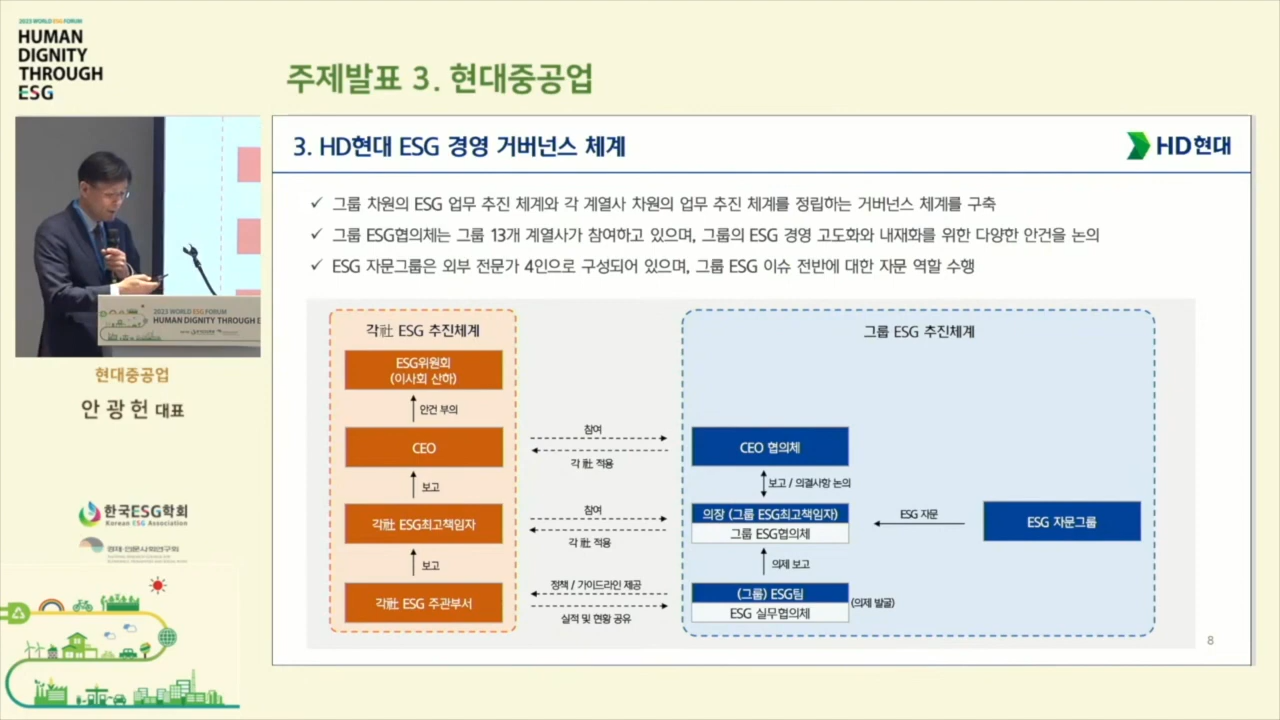 2023 WORLD ESG FORUM
HUMAN
DIGNITY
THROUGH
ESG
주제발표 3. 현대중공업
3. HD현대 ESG 경영 거버넌스 체계
HD현대
✓ 그룹 차원의 ESG 업무 추진 체계와 각 계열사 차원의 업무 추진 체계를 정립하는 거버넌스 체계를 구축
✓ 그룹 ESG협의체는 그룹 13개 계열사가 참여하고 있으며, 그룹의 ESG 경영 고도화와 내재화를 위한 다양한 안건을 논의
✓ ESG 자문그룹은 외부 전문가 4인으로 구성되어 있으며, 그룹 ESG 이슈 전반에 대한 자문 역할 수행
각社 ESG 추진체계
ESG위원회
(이사회 산하)
안건 부의
CEO
보고
각社 ESG최고책임자
보고
각社 ESG 주관부서
참여
각 社 적용
참여
각 社 적용
정책 / 가이드라인 제공
실적 및 현황 공유
그룹 ESG 추진체계
CEO 협의체
보고 / 의결사항 논의
의장 (그룹 ESG최고책임자)
그룹 ESG협의체
ESG 자문
ESG 자문그룹
의제 보고
(그룹) ESG팀
ESG 실무협의체
(의제 발굴)
8
2023 WORLD ESG FORUM
HUMAN DIGNITY THROUGH E
현대중공업
안 광 헌 대표
한국ESG학회
Korean ESG Association